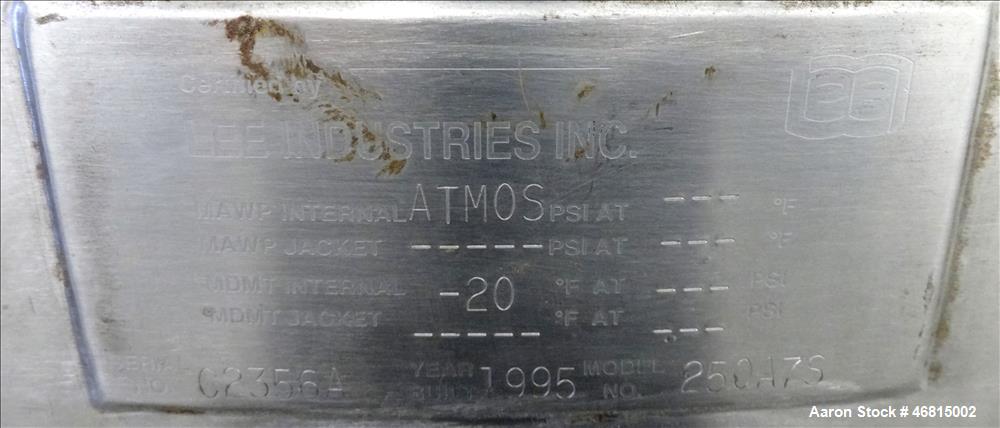 Certified by
LEE INDUSTRIES INC.
MAWP INTERNAL ATMOS PSI AT --- °F
MAWP JACKET ----- PSI AT --- °F
MDMT INTERNAL -20 °F AT --- PSI
MDMT JACKET ----- °F AT --- PSI
SERIAL NO. C2356A YEAR BUILT 1995 MODEL NO. 250A7S
Aaron Stock # 46815002